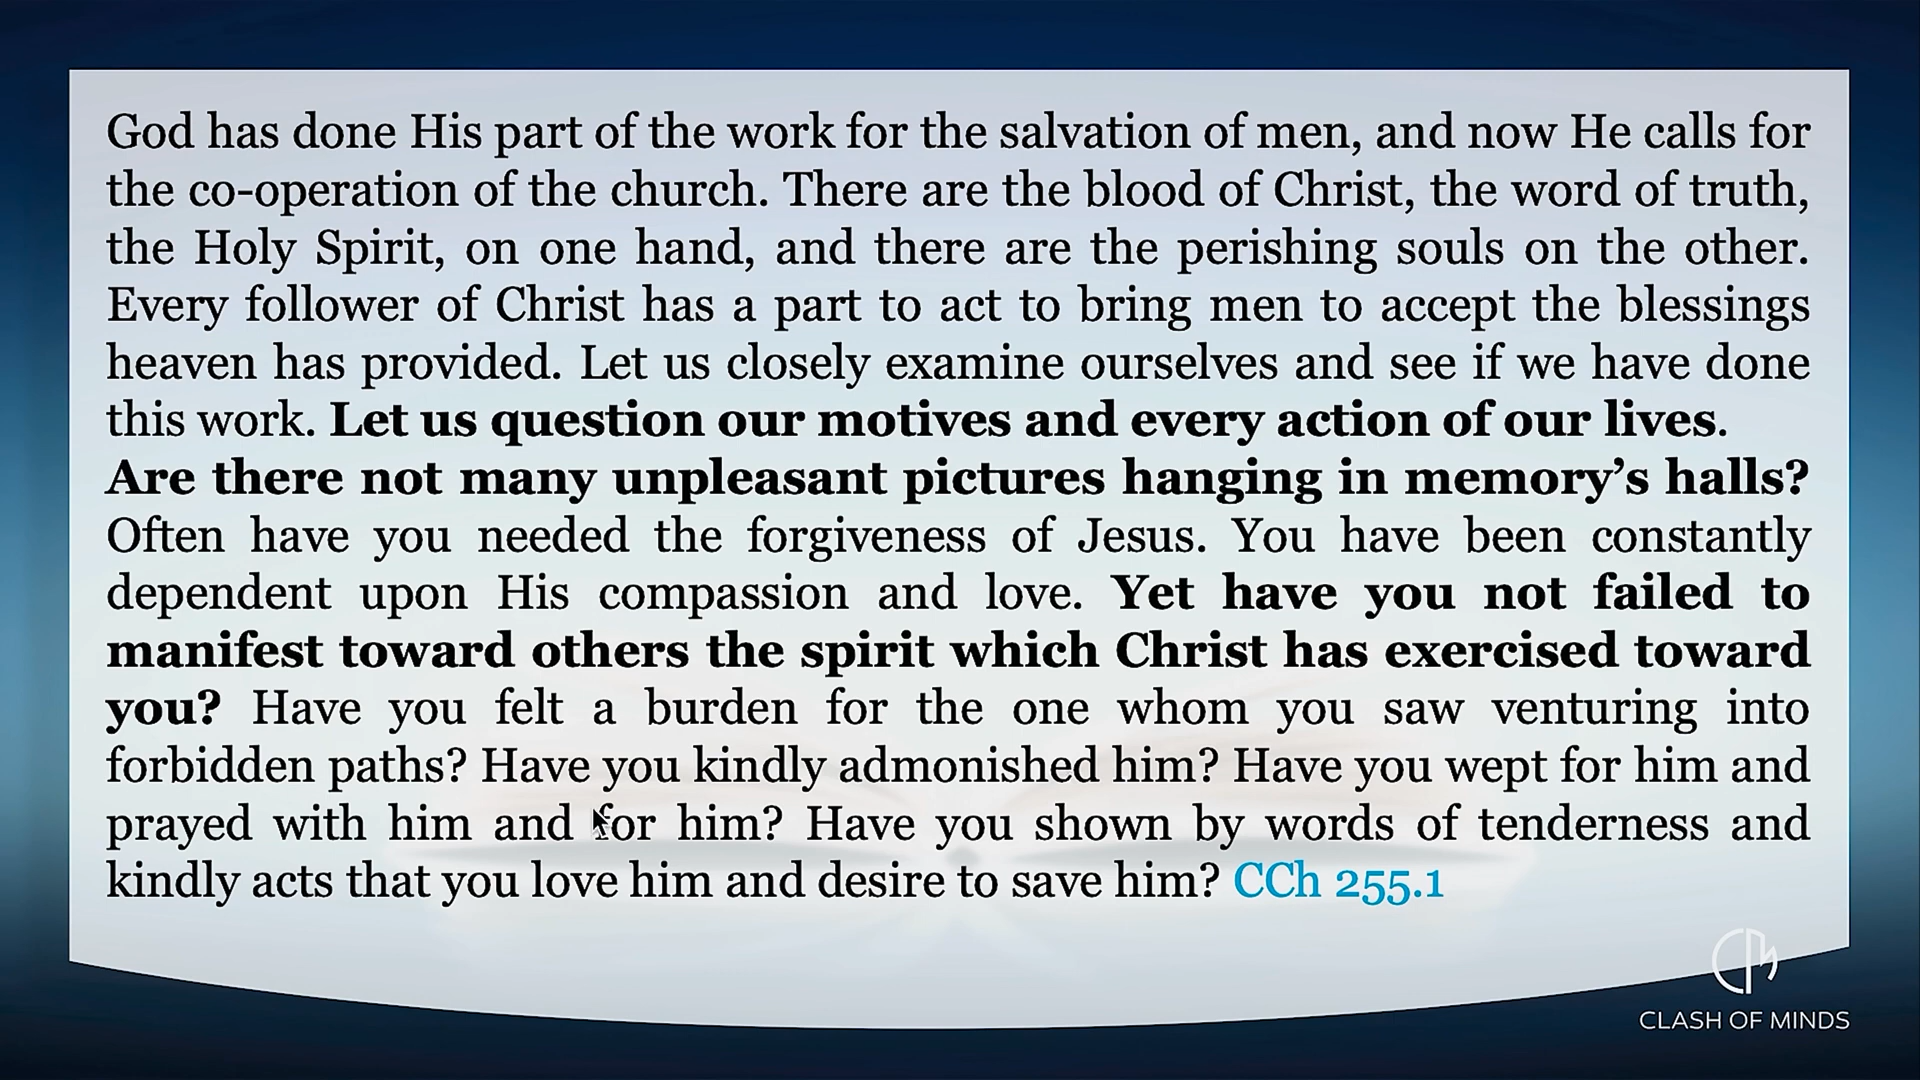 God has done His part of the work for the salvation of men, and now He calls for
the co-operation of the church. There are the blood of Christ, the word of truth,
the Holy Spirit, on one hand, and there are the perishing souls on the other.
Every follower of Christ has a part to act to bring men to accept the blessings
heaven has provided. Let us closely examine ourselves and see if we have done
this work. Let us question our motives and every action of our lives.
Are there not many unpleasant pictures hanging in memory’s halls?
Often have you needed the forgiveness of Jesus. You have been constantly
dependent upon His compassion and love. Yet have you not failed to
manifest toward others the spirit which Christ has exercised toward
you? Have you felt a burden for the one whom you saw venturing into
forbidden paths? Have you kindly admonished him? Have you wept for him and
prayed with him and for him? Have you shown by words of tenderness and
kindly acts that you love him and desire to save him? CCh 255.1
CLASH OF MINDS